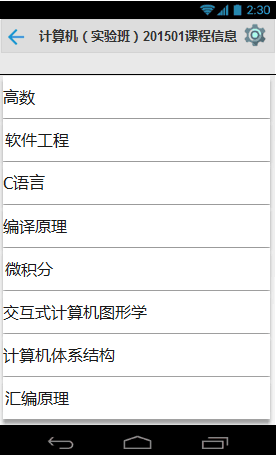 2:30
计算机（实验班）201501课程信息
高数
软件工程
C语言
编译原理
微积分
交互式计算机图形学
计算机体系结构
汇编原理